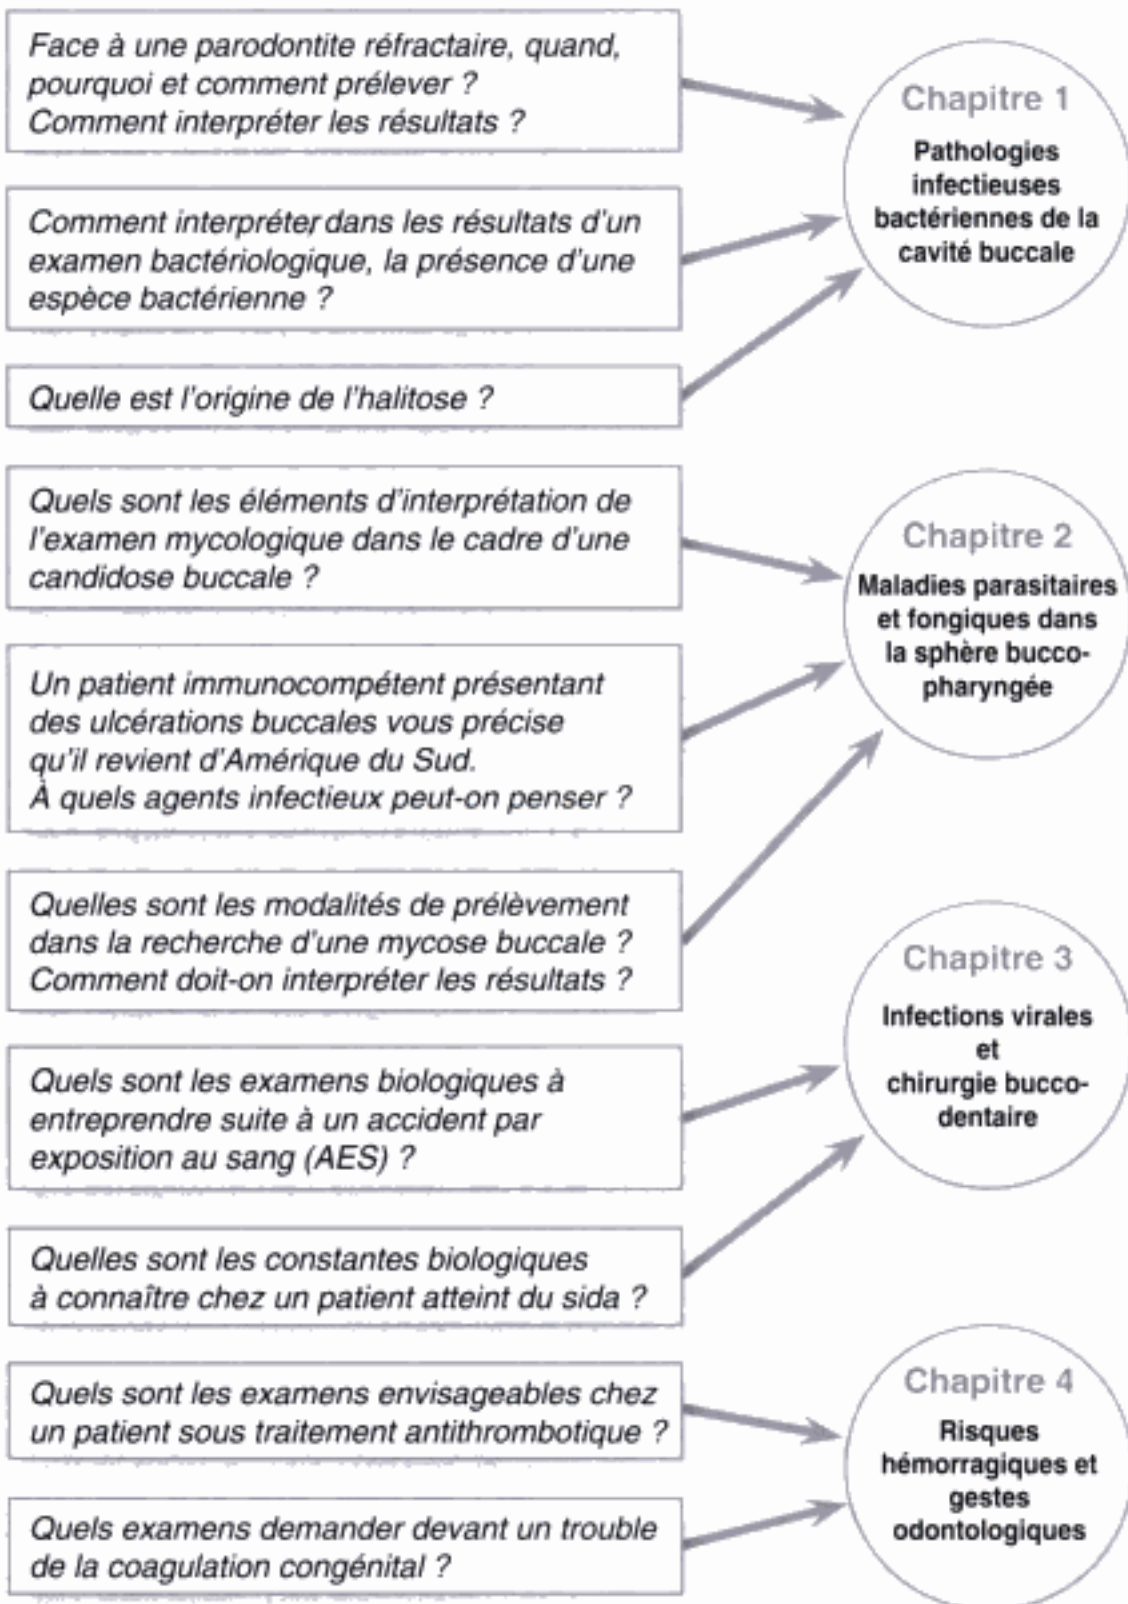 Face à une parodontite réfractaire, quand,
pourquoi et comment prélever ?
Comment interpréter les résultats ?
Chapitre 1
Pathologies
infectieuses
bactériennes de la
cavité buccale
Comment interpréter dans les résultats d'un
examen bactériologique, la présence d'une
espèce bactérienne ?
Quelle est l'origine de l'halitose ?
Quels sont les éléments d'interprétation de
l'examen mycologique dans le cadre d'une
candidose buccale ?
Chapitre 2
Maladies parasitaires
et fongiques dans
la sphère bucco-
pharyngée
Un patient immunocompétent présentant
des ulcérations buccales vous précise
qu'il revient d'Amérique du Sud.
À quels agents infectieux peut-on penser ?
Quelles sont les modalités de prélèvement
dans la recherche d'une mycose buccale ?
Comment doit-on interpréter les résultats ?
Chapitre 3
Infections virales
et
chirurgie bucco-
dentaire
Quels sont les examens biologiques à
entreprendre suite à un accident par
exposition au sang (AES) ?
Quelles sont les constantes biologiques
à connaître chez un patient atteint du sida ?
Quels sont les examens envisageables chez
un patient sous traitement antithrombotique ?
Chapitre 4
Risques
hémorragiques et
gestes
odontologiques
Quels examens demander devant un trouble
de la coagulation congénital ?